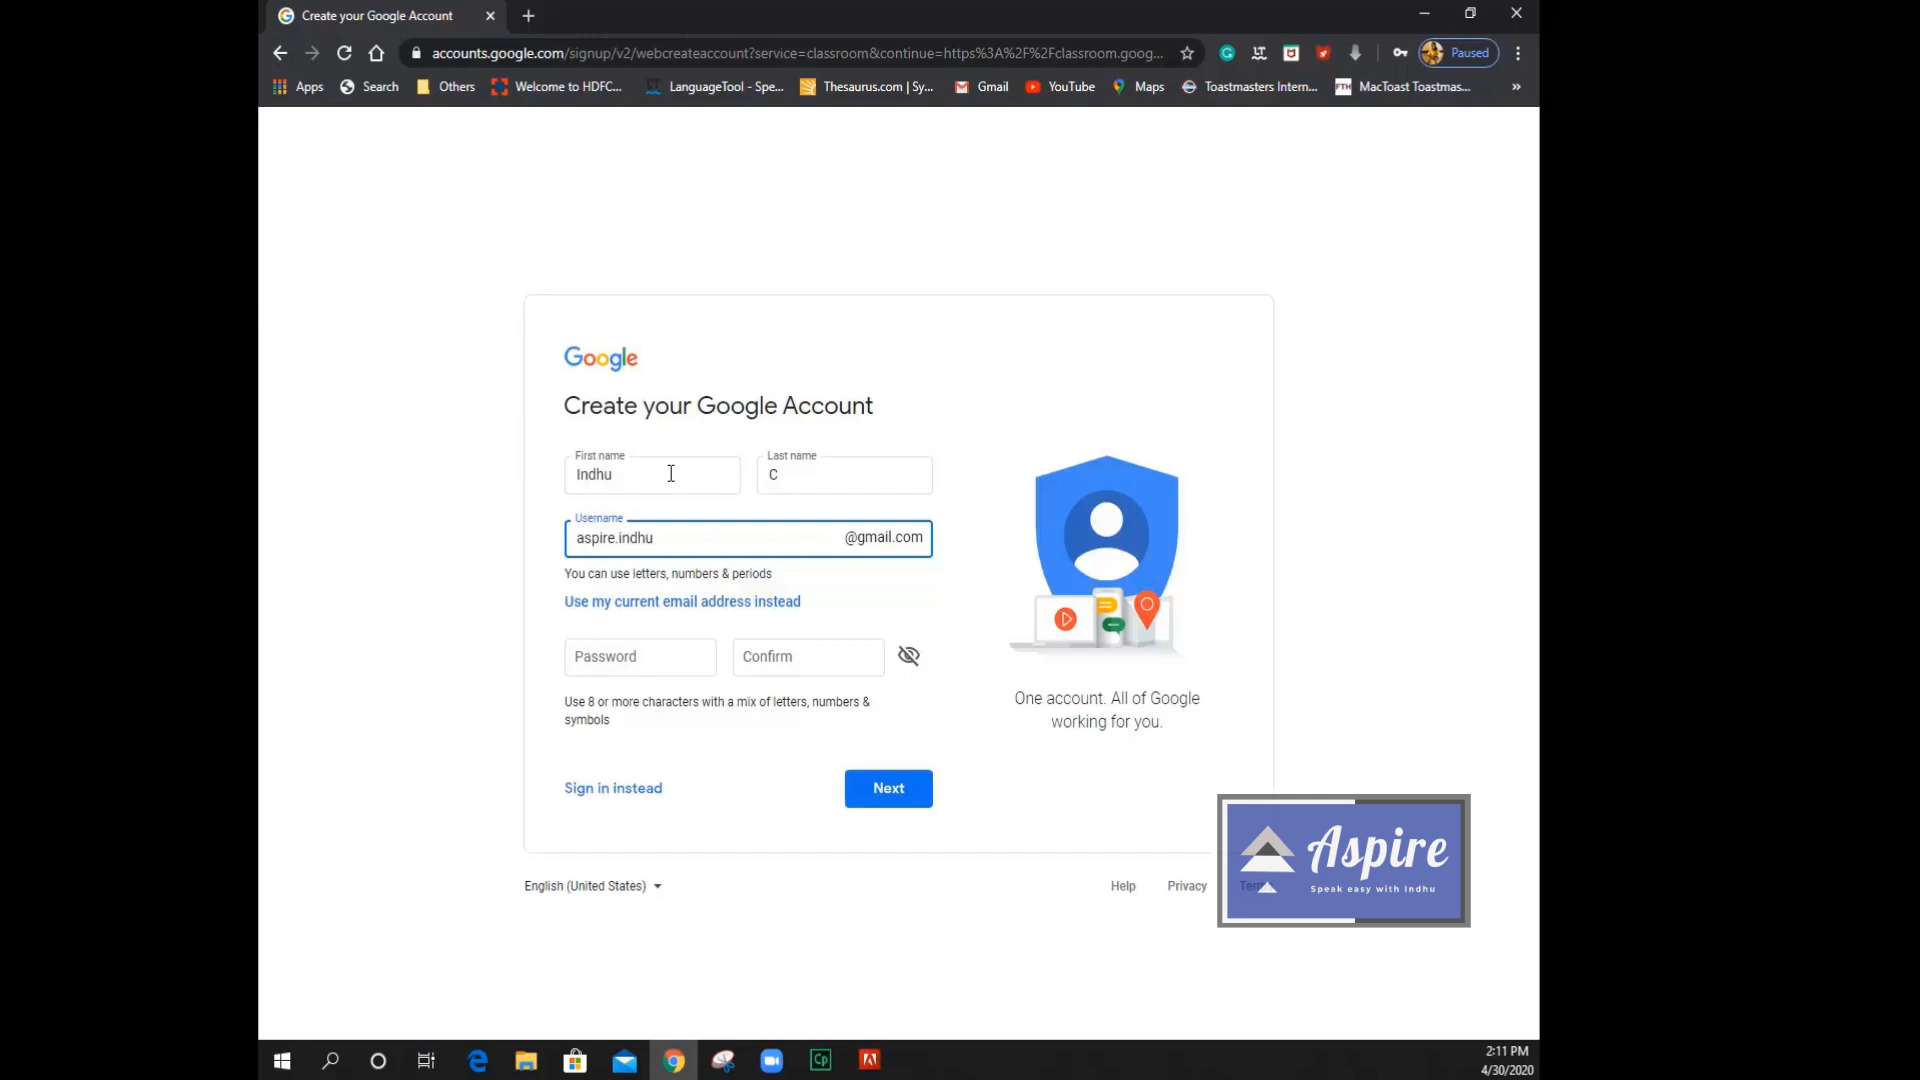 Create your Google Account
accounts.google.com/signup/v2/webcreateaccount?service=classroom&continue=https%3A%2F%2Fclassroom.goog...
Paused
Apps Search Others Welcome to HDFC... LanguageTool - Spe... Thesaurus.com | Sy... Gmail YouTube Maps Toastmasters Intern... FTH MacToast Toastmas... »
Google
Create your Google Account
First name Last name
Indhu C
Username
aspire.indhu @gmail.com
You can use letters, numbers & periods
Use my current email address instead
Password Confirm
Use 8 or more characters with a mix of letters, numbers &
symbols
One account. All of Google
working for you.
Sign in instead Next
Aspire
Speak easy with Indhu
English (United States) Help Privacy
2:11 PM
4/30/2020